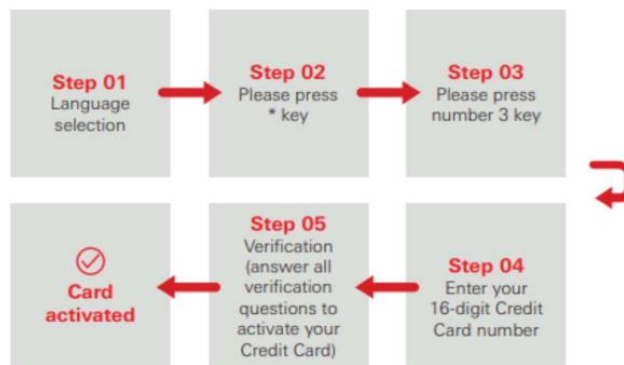 Step 01
Language
selection
Step 02
Please press
* key
Step 03
Please press
number 3 key
Step 04
Enter your
16-digit Credit
Card number
Step 05
Verification
(answer all
verification
questions to
activate your
Credit Card)
Card
activated